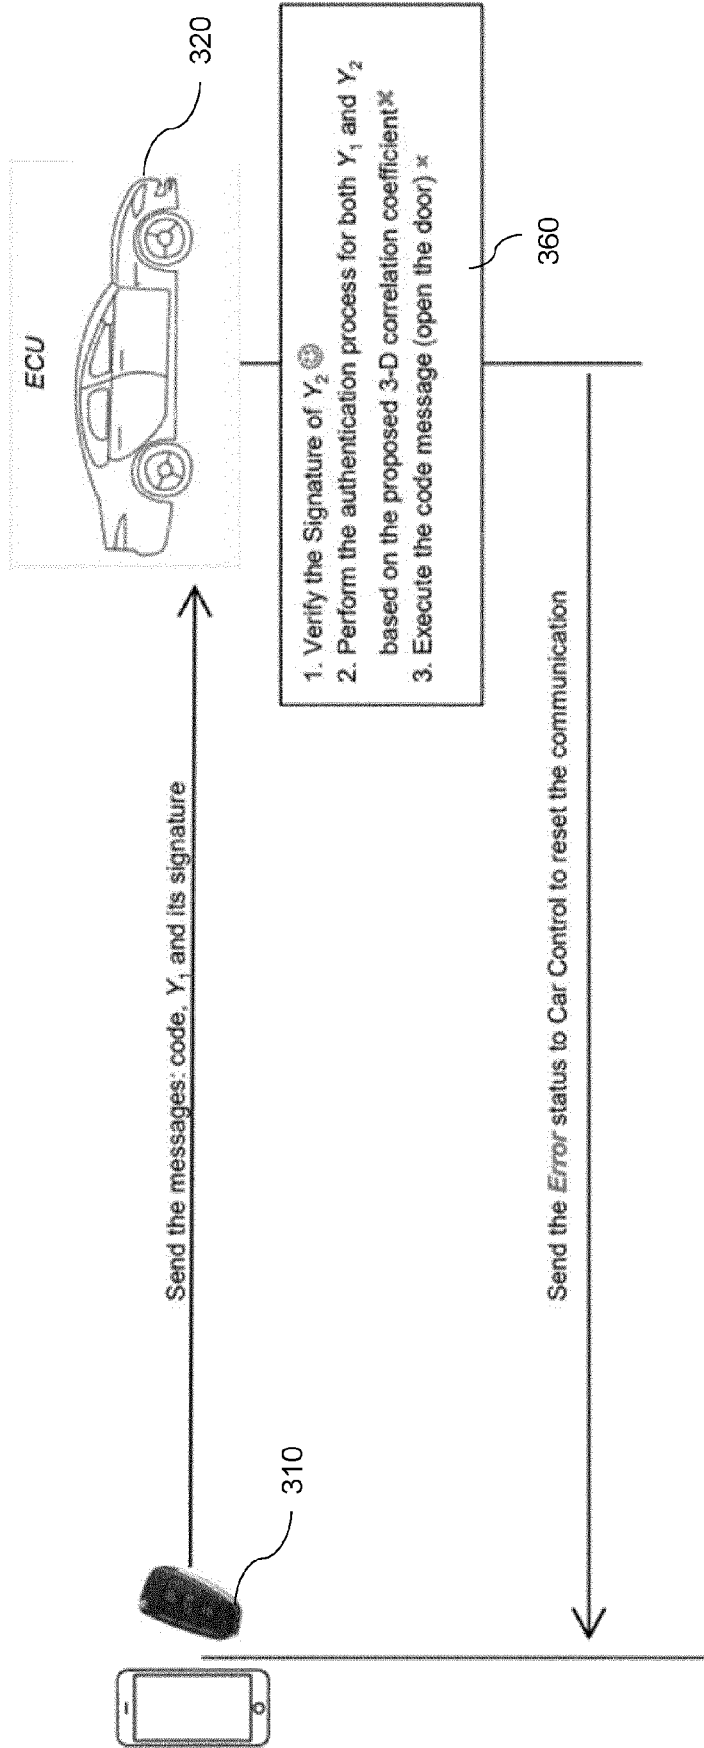 ECU
320
Send the messages: code, Y₁ and its signature
310
1. Verify the Signature of Y₂ ☺
2. Perform the authentication process for both Y₁ and Y₂
based on the proposed 3-D correlation coefficient ×
3. Execute the code message (open the door) ×
360
Send the Error status to Car Control to reset the communication